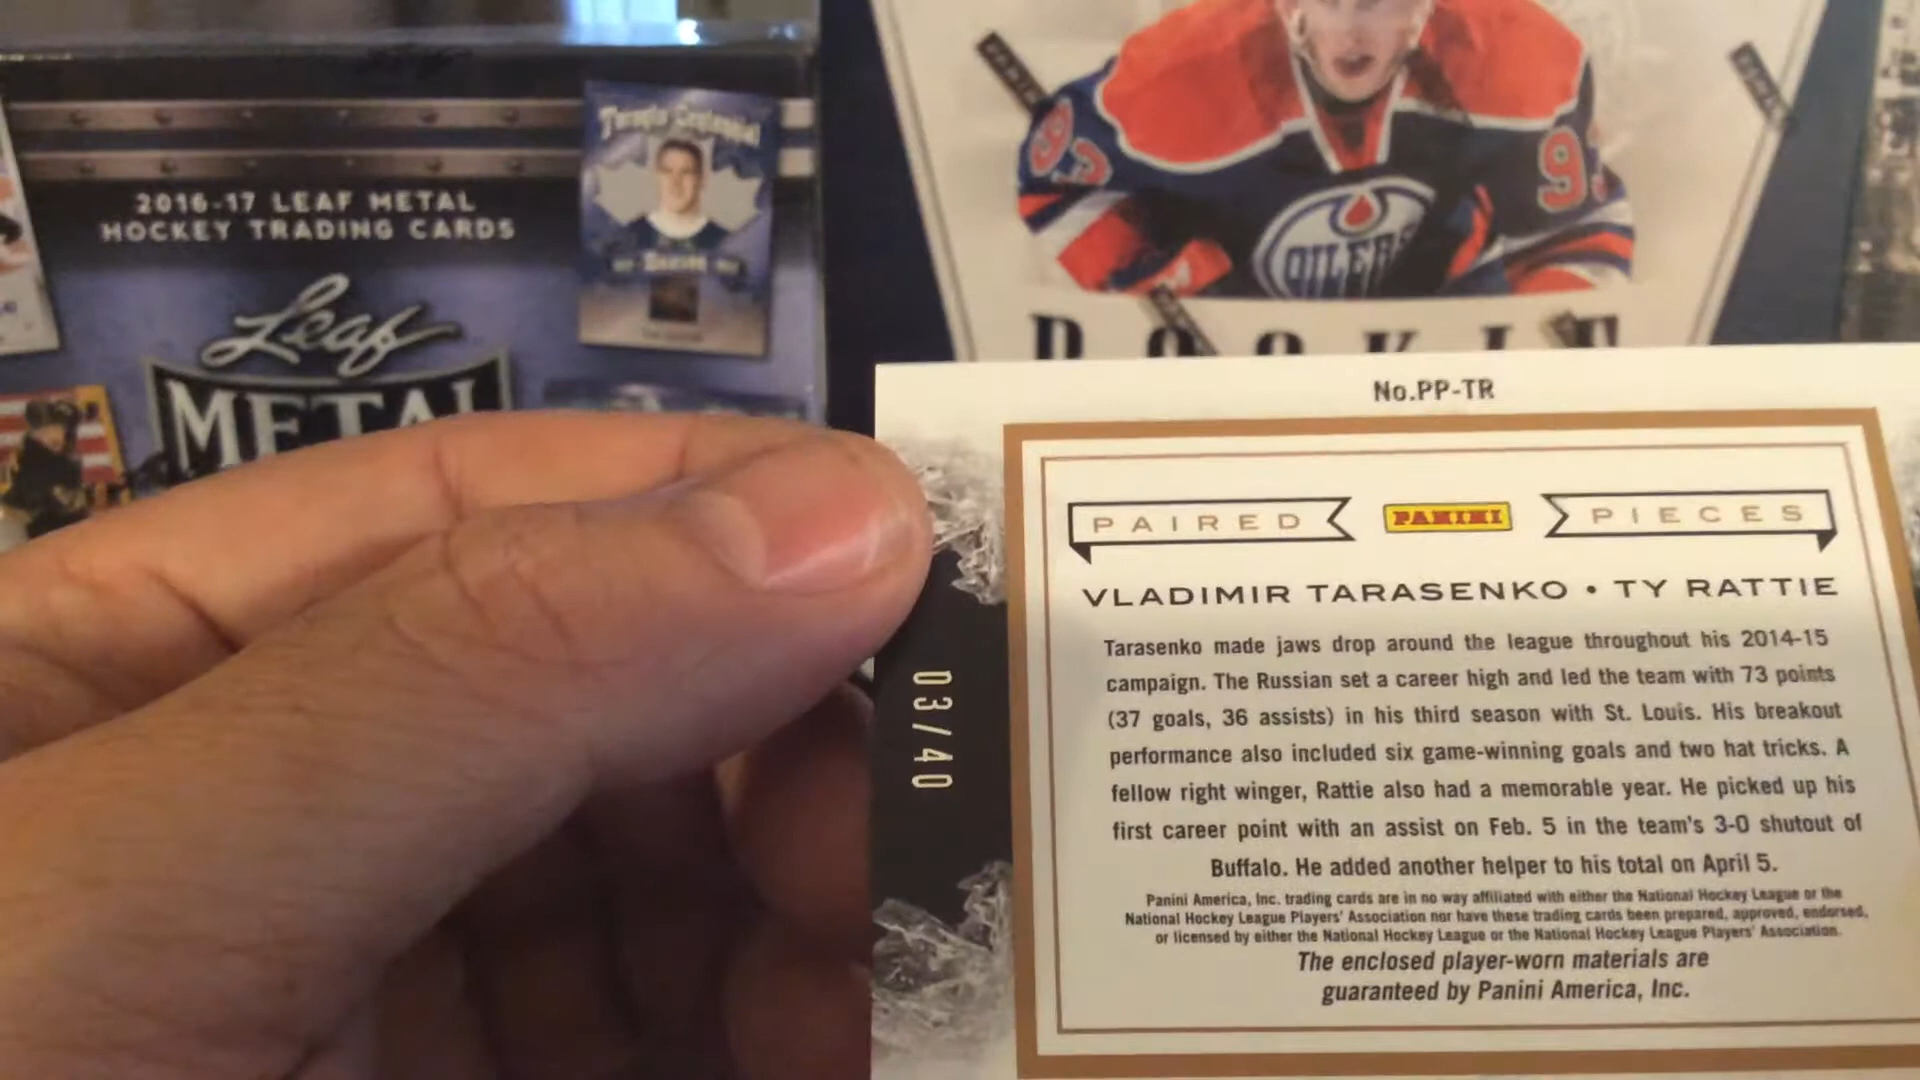 2016-17 LEAF METAL
HOCKEY TRADING CARDS
Leaf
METAL
Toronto Centennial
93
9
OILERS
ROOKIE
No.PP-TR
PAIRED PANINI PIECES
VLADIMIR TARASENKO • TY RATTIE
Tarasenko made jaws drop around the league throughout his 2014-15
campaign. The Russian set a career high and led the team with 73 points
(37 goals, 36 assists) in his third season with St. Louis. His breakout
performance also included six game-winning goals and two hat tricks. A
fellow right winger, Rattie also had a memorable year. He picked up his
first career point with an assist on Feb. 5 in the team's 3-0 shutout of
Buffalo. He added another helper to his total on April 5.
Panini America, Inc. trading cards are in no way affiliated with either the National Hockey League or the
National Hockey League Players' Association nor have these trading cards been prepared, approved, endorsed,
or licensed by either the National Hockey League or the National Hockey League Players' Association.
The enclosed player-worn materials are
guaranteed by Panini America, Inc.
03/40